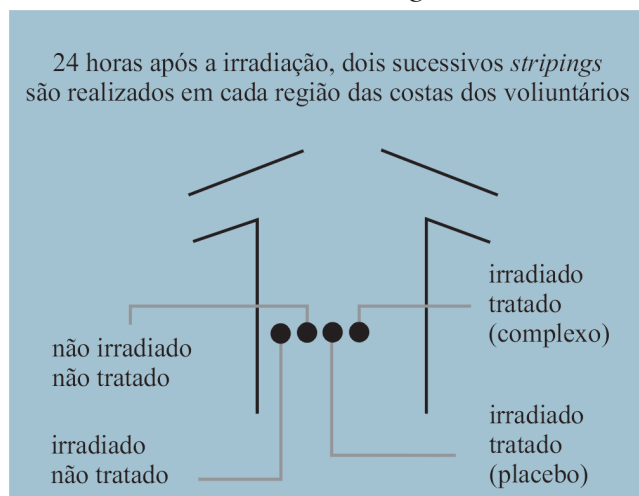 24 horas após a irradiação, dois sucessivos stripings
são realizados em cada região das costas dos voliuntários
não irradiado
não tratado
irradiado
não tratado
irradiado
tratado
(complexo)
irradiado
tratado
(placebo)